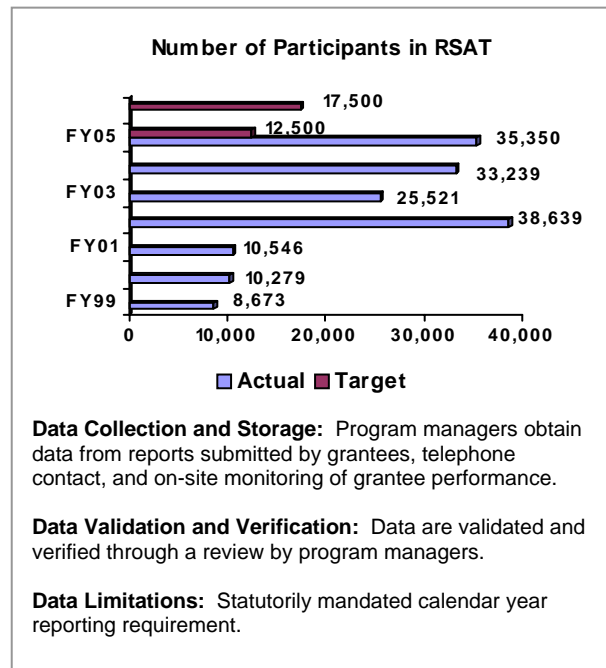 Number of Participants in RSAT
17,500
FY05
12,500
35,350
33,239
FY03
25,521
38,639
FY01
10,546
10,279
FY99
8,673
0 10,000 20,000 30,000 40,000
Actual Target
Data Collection and Storage: Program managers obtain
data from reports submitted by grantees, telephone
contact, and on-site monitoring of grantee performance.
Data Validation and Verification: Data are validated and
verified through a review by program managers.
Data Limitations: Statutorily mandated calendar year
reporting requirement.